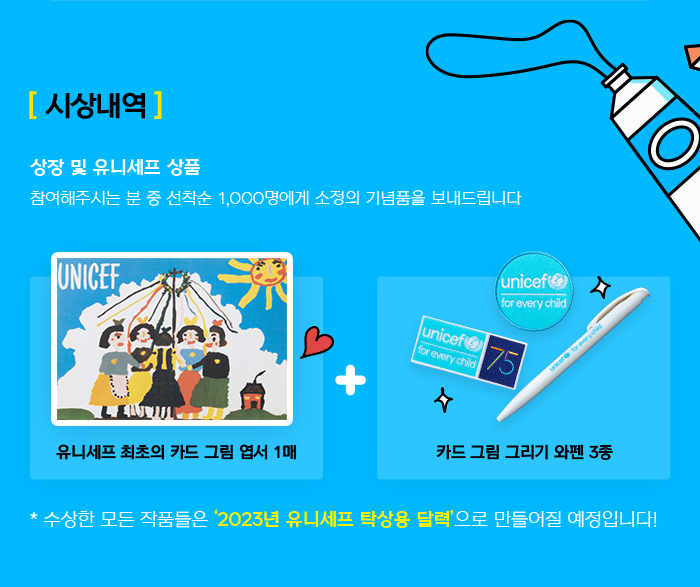 [ 시상내역 ]
상장 및 유니세프 상품
참여해주시는 분 중 선착순 1,000명에게 소정의 기념품을 보내드립니다
UNICEF
unicef
for every child
unicef
for every child
75
unicef for every child
유니세프 최초의 카드 그림 엽서 1매
+
카드 그림 그리기 와펜 3종
* 수상한 모든 작품들은 ‘2023년 유니세프 탁상용 달력’으로 만들어질 예정입니다!